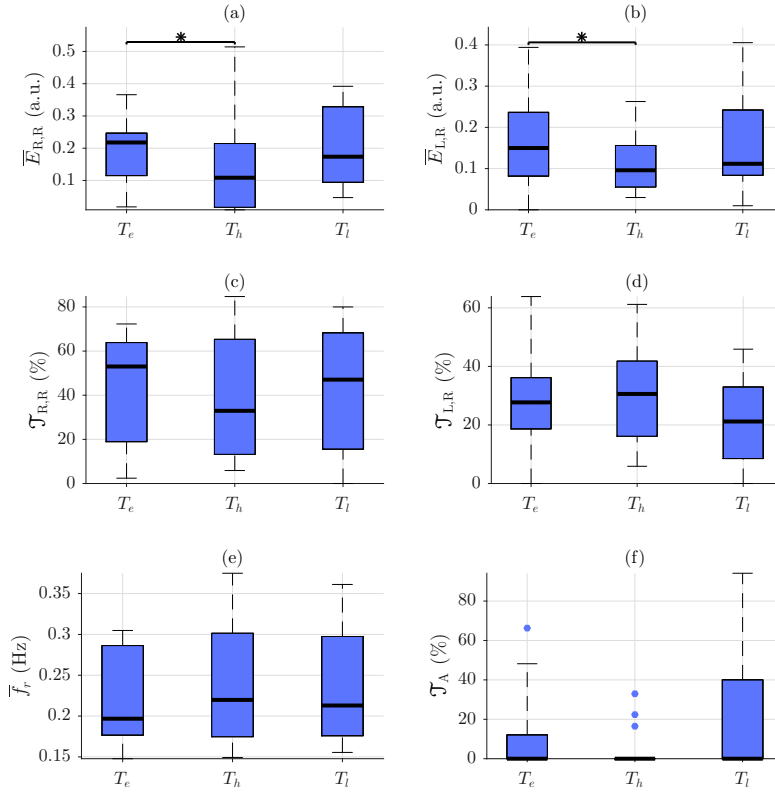 (a)
0.5
0.4
0.3
0.2
0.1
E̅_R,R (a.u.)
T_e T_h T_l
*
(b)
0.4
0.3
0.2
0.1
0
E̅_L,R (a.u.)
T_e T_h T_l
*
(c)
80
60
40
20
0
𝒯_R,R (%)
T_e T_h T_l
(d)
60
40
20
0
𝒯_L,R (%)
T_e T_h T_l
(e)
0.35
0.3
0.25
0.2
0.15
f̅_r (Hz)
T_e T_h T_l
(f)
80
60
40
20
0
𝒯_A (%)
T_e T_h T_l